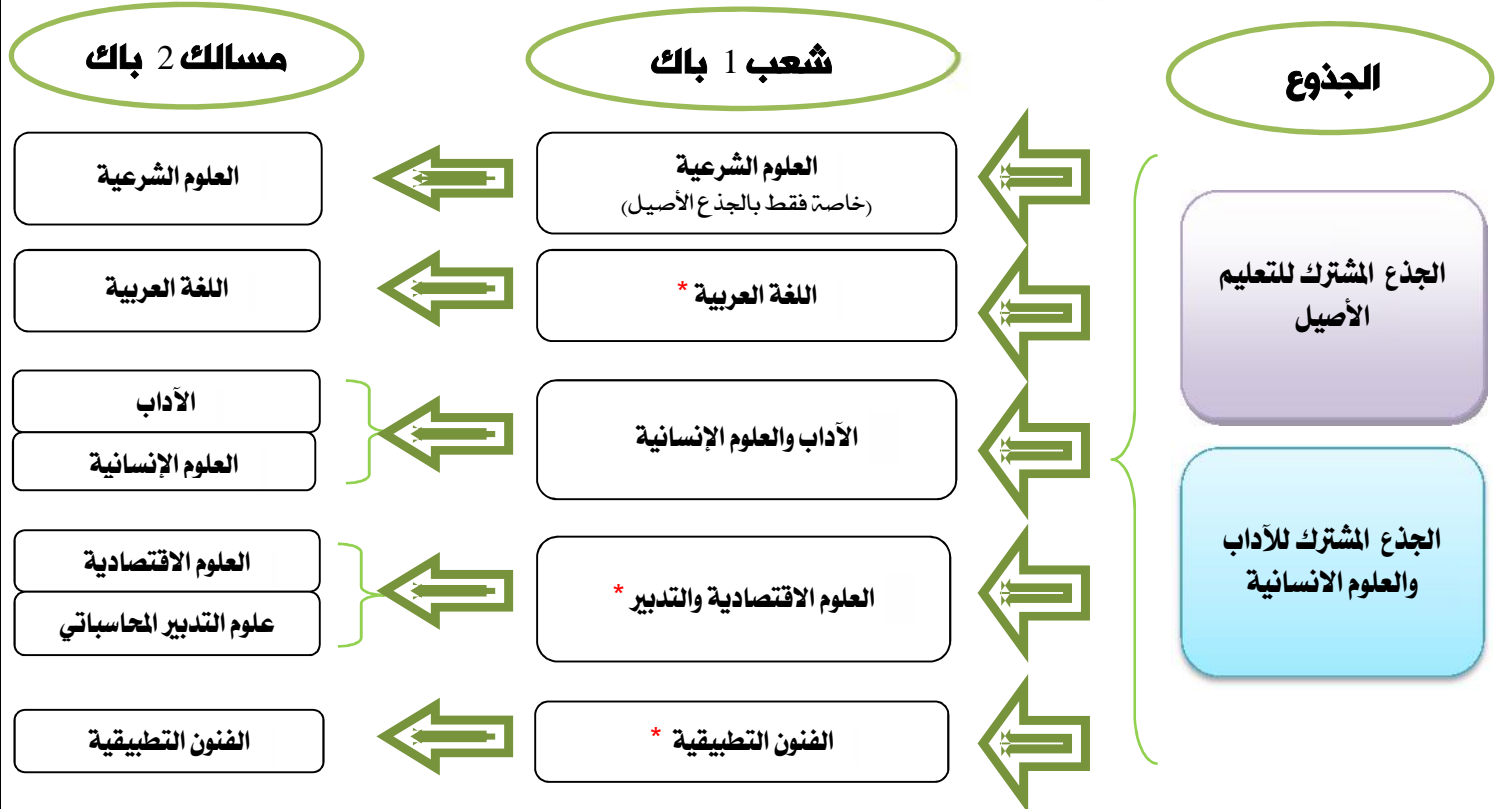 الجذوع
شعب 1 باك
مسالك 2 باك
الجذع المشترك للتعليم
الأصيل
الجذع المشترك للآداب
والعلوم الانسانية
العلوم الشرعية
(خاصة فقط بالجذع الأصيل)
اللغة العربية *
الآداب والعلوم الإنسانية
العلوم الاقتصادية والتدبير *
الفنون التطبيقية *
العلوم الشرعية
اللغة العربية
الآداب
العلوم الإنسانية
العلوم الاقتصادية
علوم التدبير المحاسباتي
الفنون التطبيقية